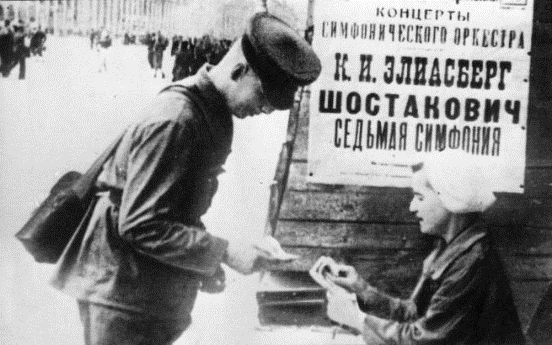 КОНЦЕРТЫ
СИМФОНИЧЕСКОГО ОРКЕСТРА
К. И. ЭЛИАСБЕРГ
ШОСТАКОВИЧ
СЕДЬМАЯ СИМФОНИЯ